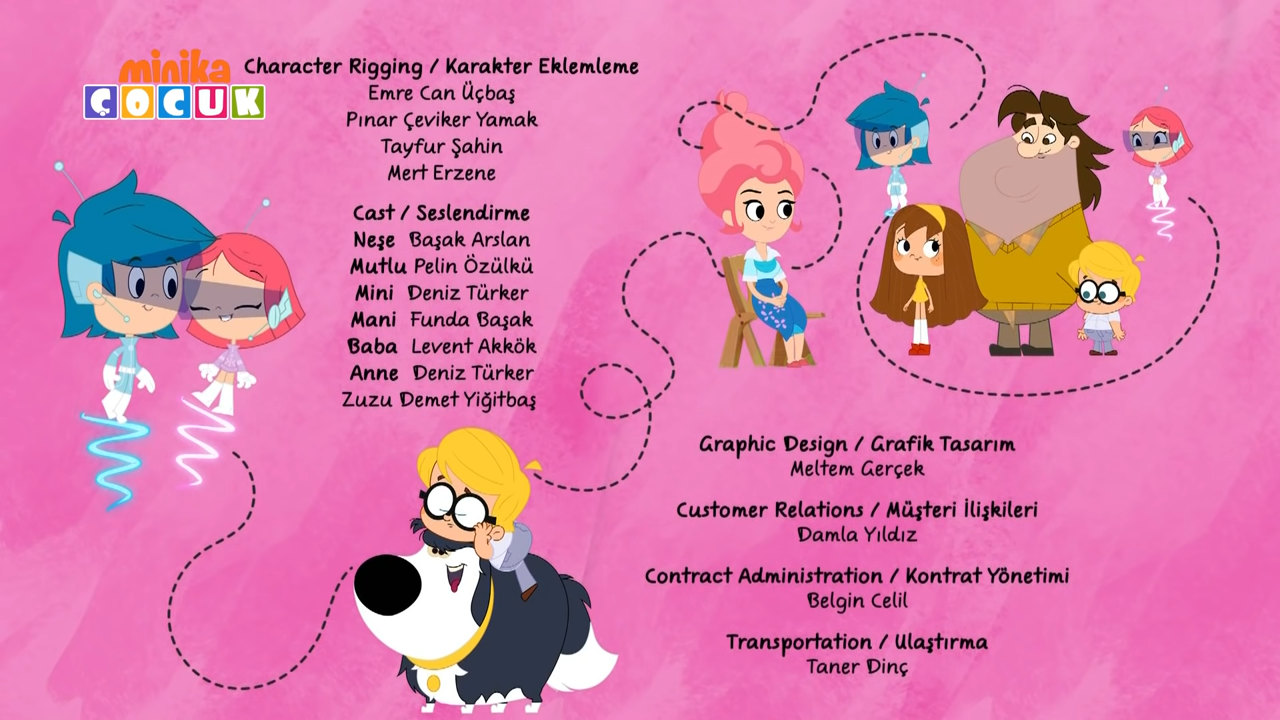 minika
ÇOCUK
Character Rigging / Karakter Eklemleme
Emre Can Üçbaş
Pınar Çeviker Yamak
Tayfur Şahin
Mert Erzene
Cast / Seslendirme
Neşe Başak Arslan
Mutlu Pelin Özülkü
Mini Deniz Türker
Mani Funda Başak
Baba Levent Akkök
Anne Deniz Türker
Zuzu Demet Yiğitbaş
Graphic Design / Grafik Tasarım
Meltem Gerçek
Customer Relations / Müşteri İlişkileri
Damla Yıldız
Contract Administration / Kontrat Yönetimi
Belgin Celil
Transportation / Ulaştırma
Taner Dinç